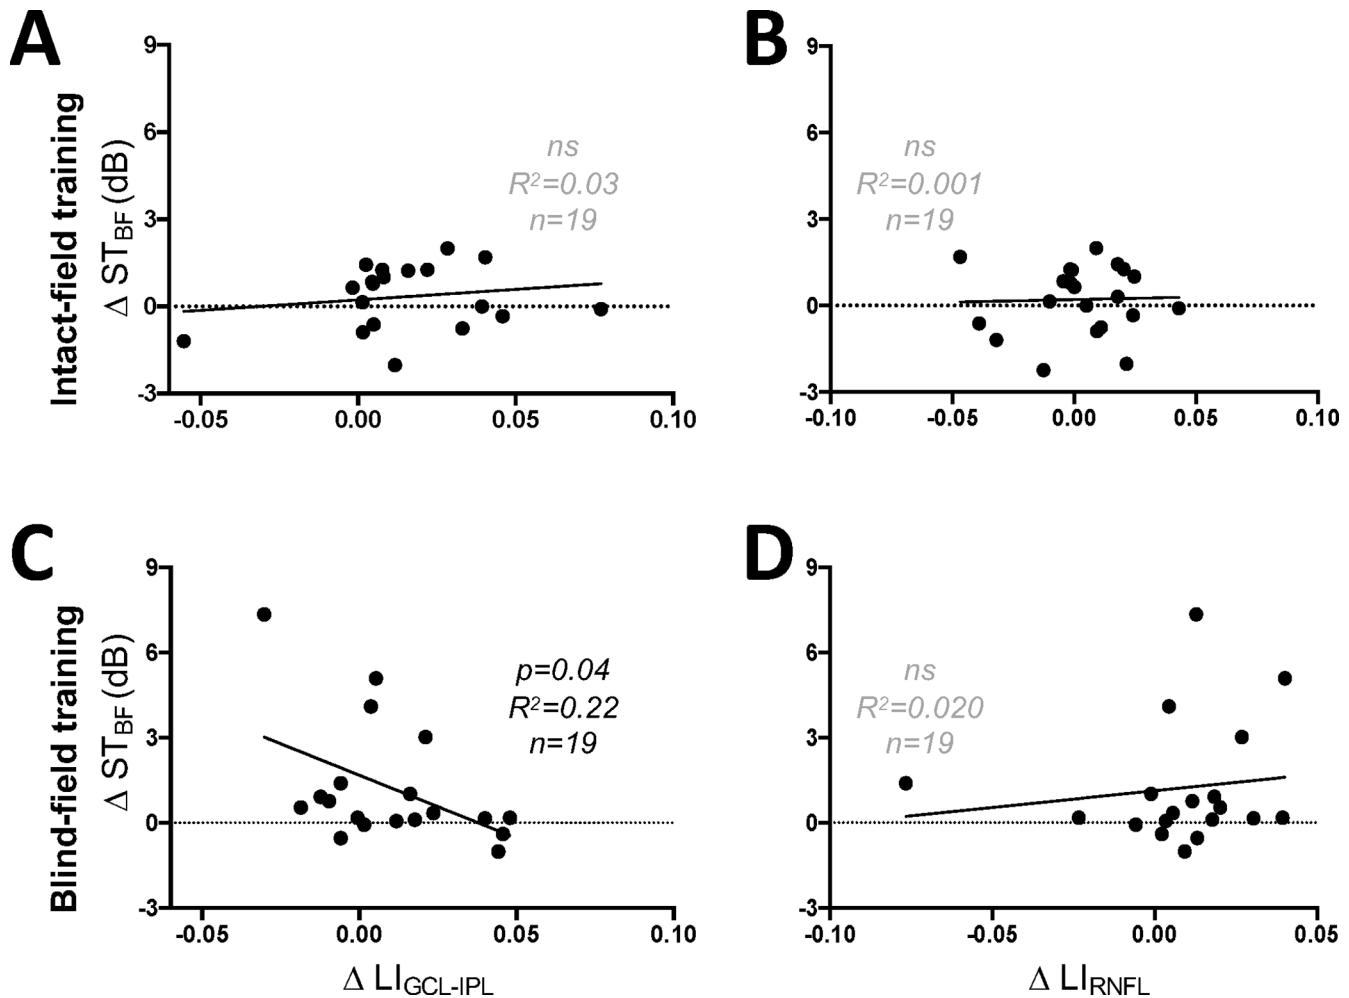 A
Intact-field training
Δ ST_BF (dB)
9
6
3
0
-3
-0.05
0.00
0.05
0.10
ns
R²=0.03
n=19
B
9
6
3
0
-3
-0.10
-0.05
0.00
0.05
0.10
ns
R²=0.001
n=19
C
Blind-field training
Δ ST_BF (dB)
9
6
3
0
-3
-0.05
0.00
0.05
0.10
p=0.04
R²=0.22
n=19
Δ LI_GCL-IPL
D
9
6
3
0
-3
-0.10
-0.05
0.00
0.05
ns
R²=0.020
n=19
Δ LI_RNFL